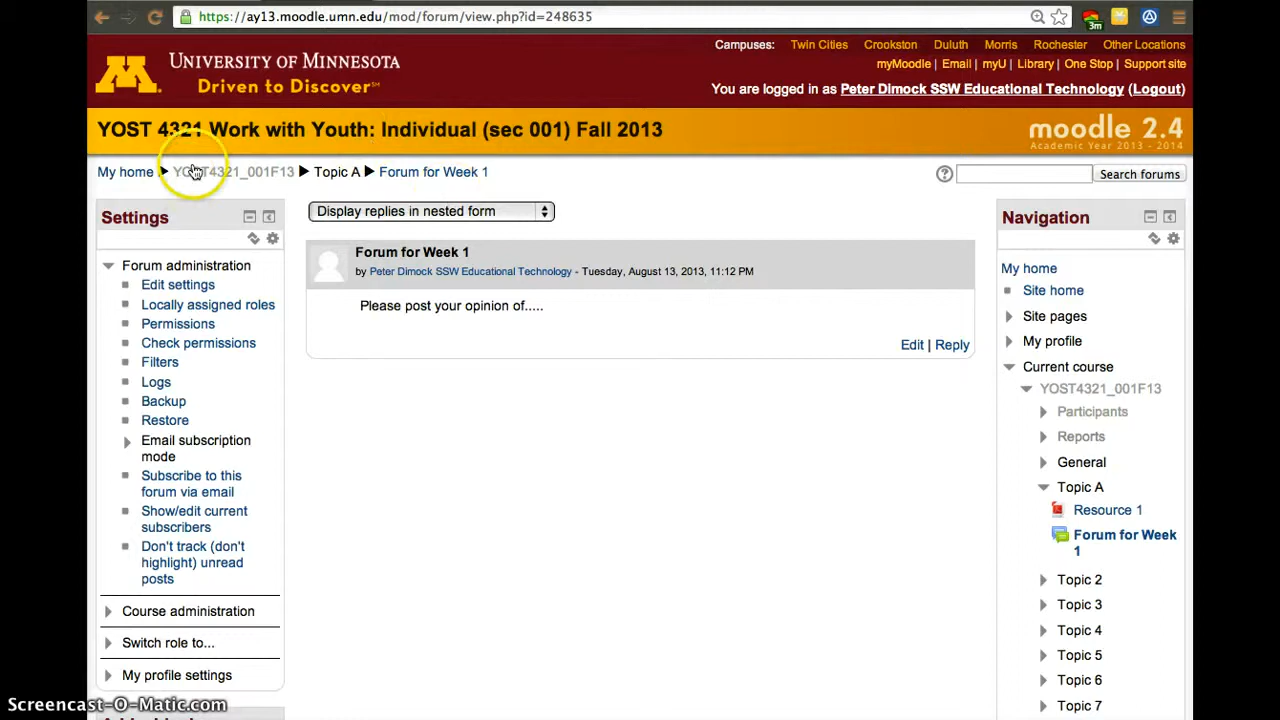 https://ay13.moodle.umn.edu/mod/forum/view.php?id=248635
3m
Campuses: Twin Cities Crookston Duluth Morris Rochester Other Locations
UNIVERSITY OF MINNESOTA
Driven to Discover℠
myMoodle | Email | myU | Library | One Stop | Support site
You are logged in as Peter Dimock SSW Educational Technology (Logout)
YOST 4321 Work with Youth: Individual (sec 001) Fall 2013
moodle 2.4
Academic Year 2013 - 2014
My home YOST4321_001F13 Topic A Forum for Week 1
Search forums
Settings
Display replies in nested form
Navigation
Forum administration
Edit settings
Locally assigned roles
Permissions
Check permissions
Filters
Logs
Backup
Restore
Email subscription
mode
Subscribe to this
forum via email
Show/edit current
subscribers
Don't track (don't
highlight) unread
posts
Course administration
Switch role to...
My profile settings
Forum for Week 1
by Peter Dimock SSW Educational Technology - Tuesday, August 13, 2013, 11:12 PM
Please post your opinion of.....
Edit | Reply
My home
Site home
Site pages
My profile
Current course
YOST4321_001F13
Participants
Reports
General
Topic A
Resource 1
Forum for Week
1
Topic 2
Topic 3
Topic 4
Topic 5
Topic 6
Topic 7
Screencast-O-Matic.com